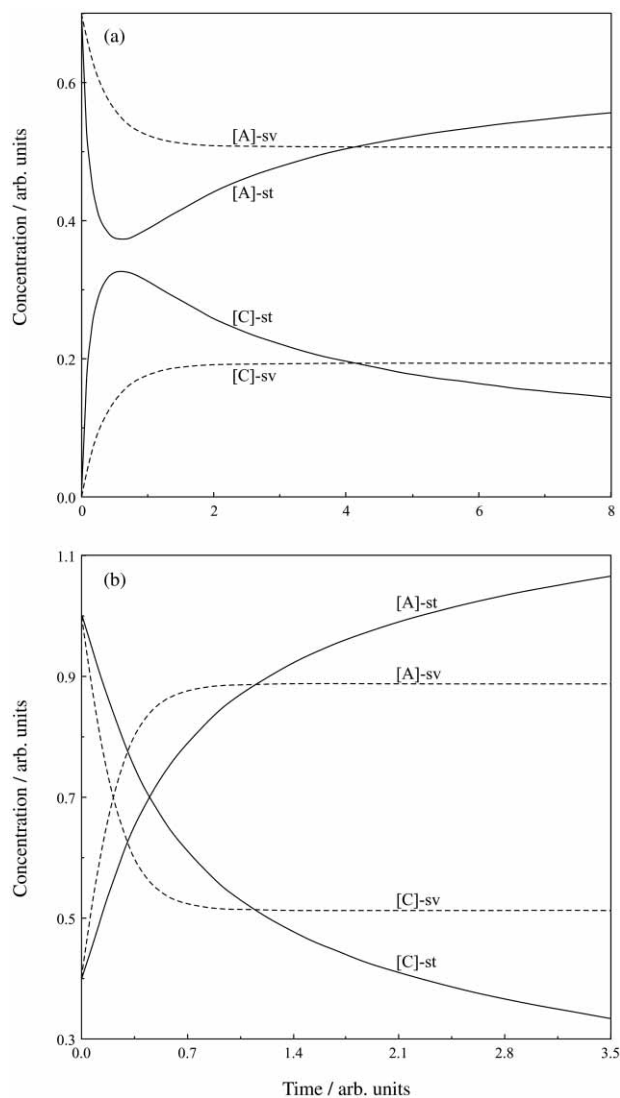 (a)
0.6
[A]-sv
[A]-st
0.4
Concentration / arb. units
[C]-st
0.2
[C]-sv
0.0
0 2 4 6 8
1.1
(b)
[A]-st
[A]-sv
0.9
Concentration / arb. units
0.7
[C]-sv
0.5
[C]-st
0.3
0.0 0.7 1.4 2.1 2.8 3.5
Time / arb. units